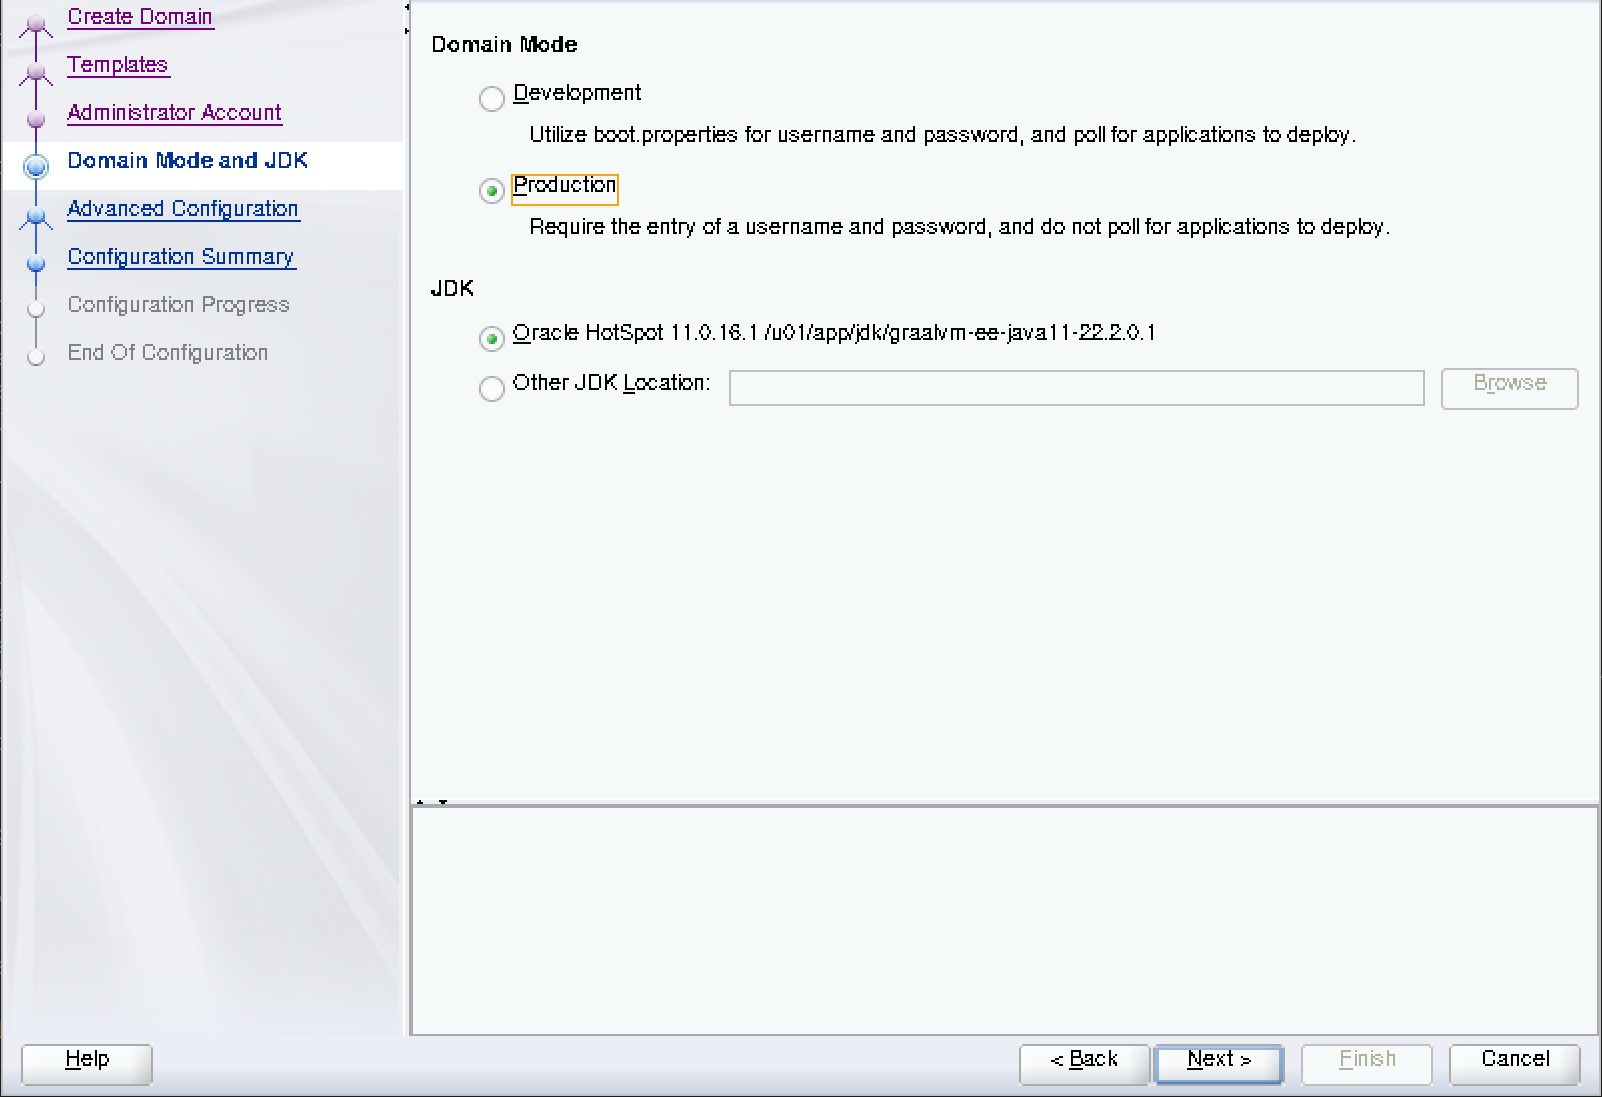 Create Domain
Templates
Administrator Account
Domain Mode and JDK
Advanced Configuration
Configuration Summary
Configuration Progress
End Of Configuration
Domain Mode
Development
Utilize boot.properties for username and password, and poll for applications to deploy.
Production
Require the entry of a username and password, and do not poll for applications to deploy.
JDK
Oracle HotSpot 11.0.16.1 /u01/app/jdk/graalvm-ee-java11-22.2.0.1
Other JDK Location:
Browse
Help
< Back
Next >
Finish
Cancel